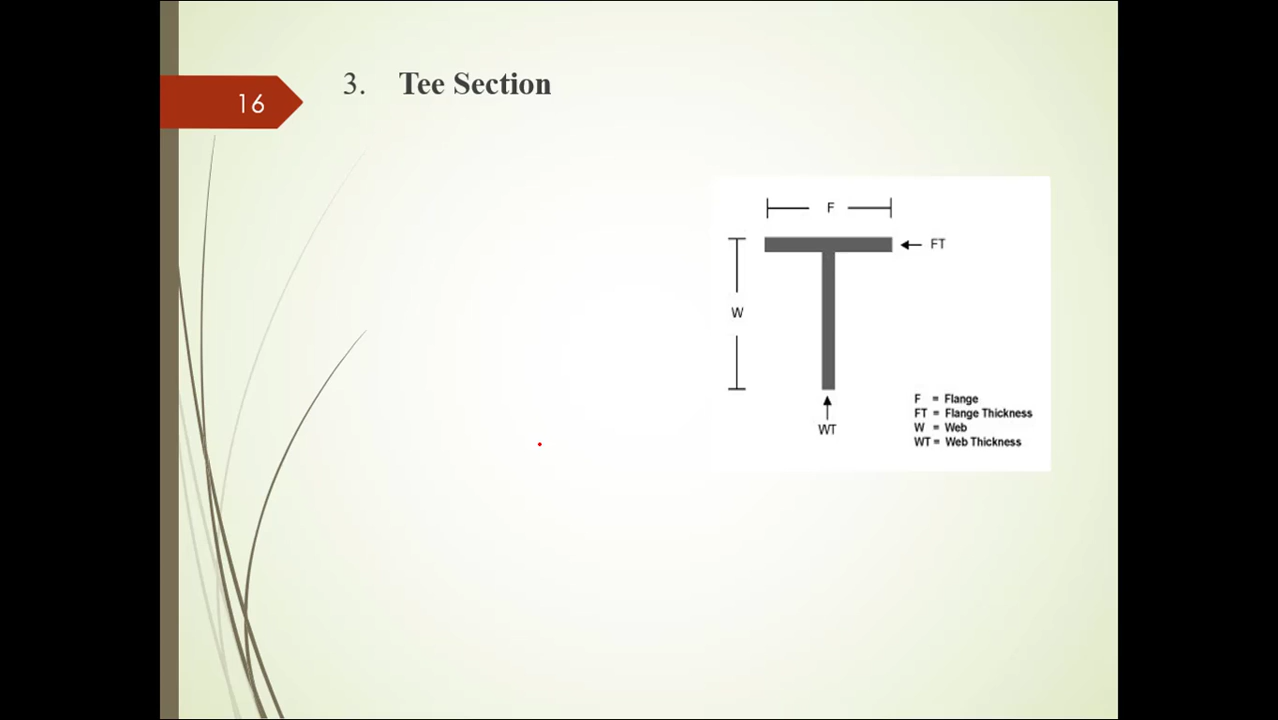 16
3. Tee Section
F
FT
W
WT
F = Flange
FT = Flange Thickness
W = Web
WT = Web Thickness